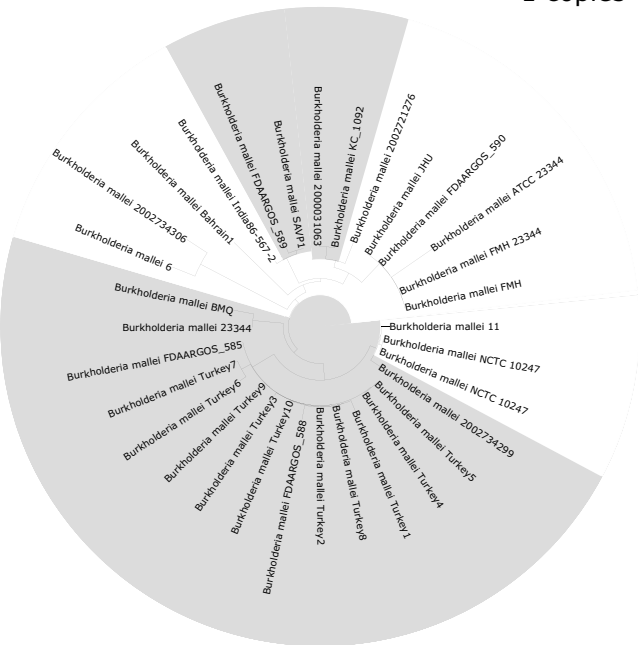 Burkholderia mallei FDAARGOS_589
Burkholderia mallei SAVP1
Burkholderia mallei 2000031063
Burkholderia mallei KC_1092
Burkholderia mallei 2002721276
Burkholderia mallei JHU
Burkholderia mallei FDAARGOS_590
Burkholderia mallei ATCC 23344
Burkholderia mallei FMH 23344
Burkholderia mallei FMH
Burkholderia mallei 11
Burkholderia mallei NCTC 10247
Burkholderia mallei NCTC 10247
Burkholderia mallei 2002734299
Burkholderia mallei Turkey5
Burkholderia mallei Turkey4
Burkholderia mallei Turkey1
Burkholderia mallei Turkey8
Burkholderia mallei Turkey2
Burkholderia mallei FDAARGOS_588
Burkholderia mallei Turkey10
Burkholderia mallei Turkey3
Burkholderia mallei Turkey9
Burkholderia mallei Turkey6
Burkholderia mallei Turkey7
Burkholderia mallei FDAARGOS_585
Burkholderia mallei 23344
Burkholderia mallei BMQ
Burkholderia mallei 6
Burkholderia mallei 2002734306
Burkholderia mallei Bahrain1
Burkholderia mallei India86-567-2